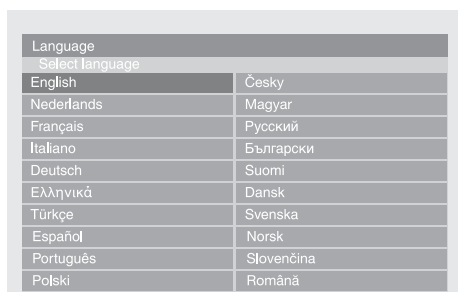 Language
Select language
English Česky
Nederlands Magyar
Français Русский
Italiano Български
Deutsch Suomi
Ελληνικά Dansk
Türkçe Svenska
Español Norsk
Português Slovenčina
Polski Română